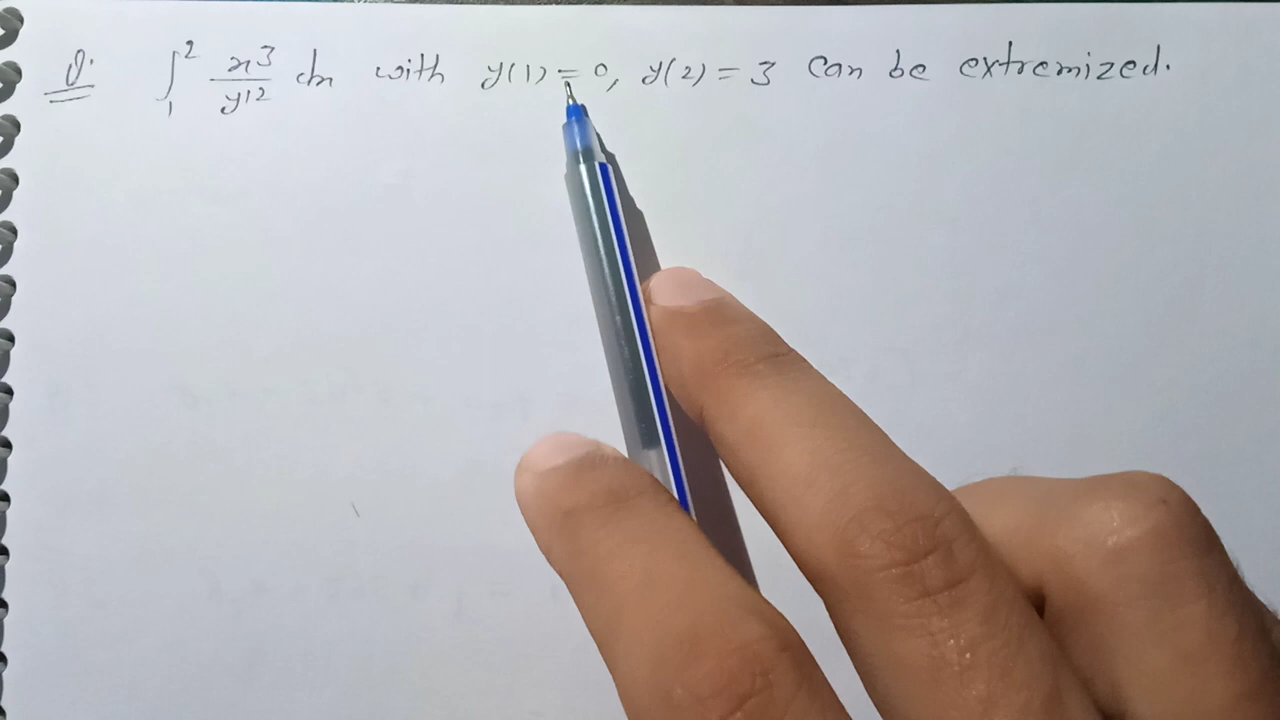 Q. ∫₁² x³/y'² dx with y(1) = 0, y(2) = 3 can be extremized.